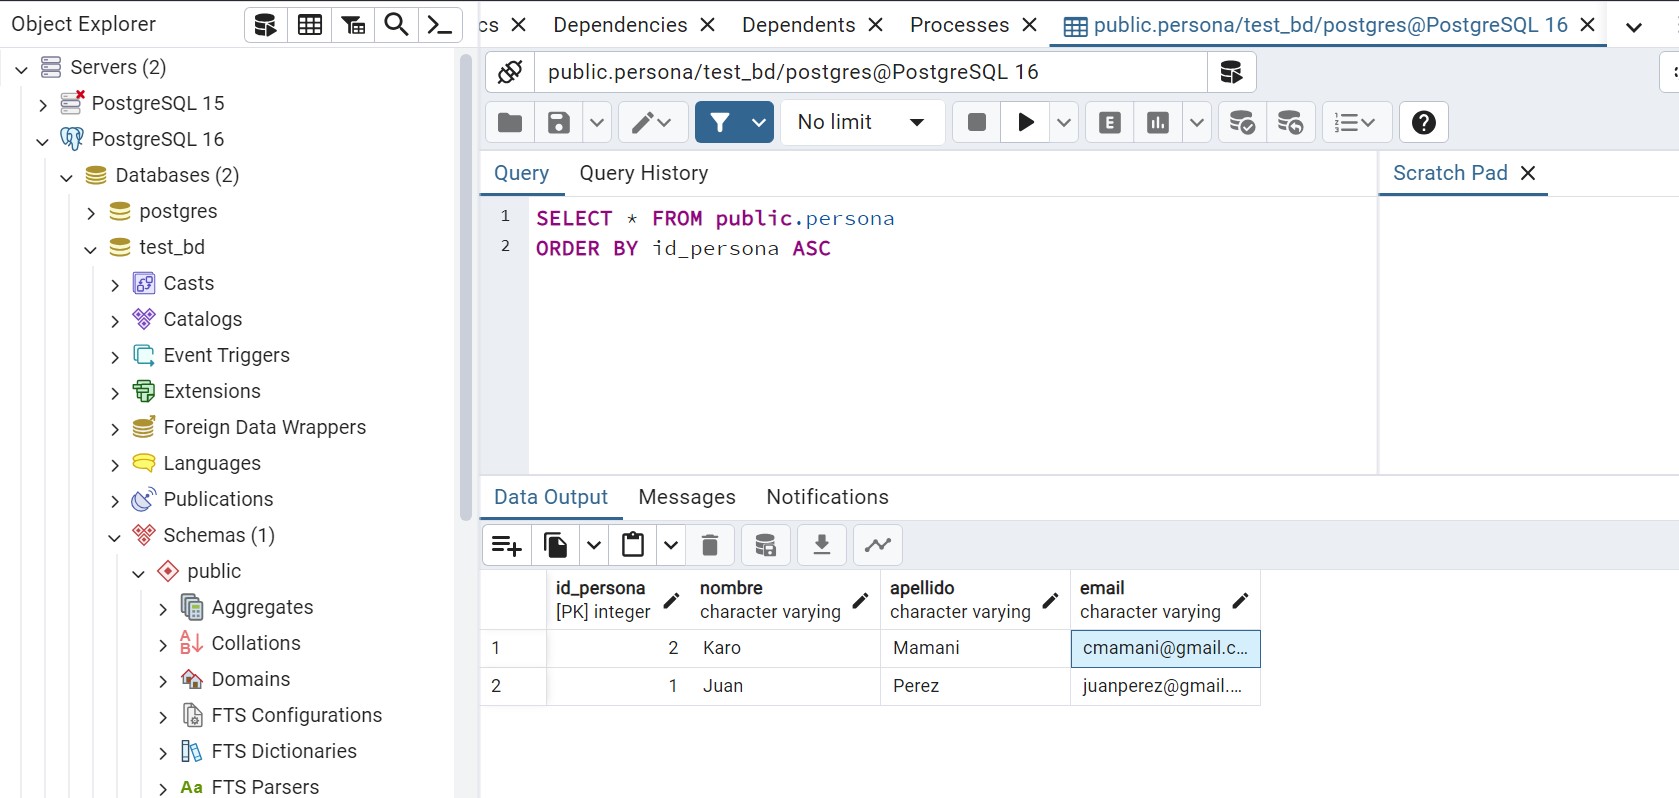 Object Explorer
Servers (2)
PostgreSQL 15
PostgreSQL 16
Databases (2)
postgres
test_bd
Casts
Catalogs
Event Triggers
Extensions
Foreign Data Wrappers
Languages
Publications
Schemas (1)
public
Aggregates
Collations
Domains
FTS Configurations
FTS Dictionaries
Aa FTS Parsers
cs Dependencies Dependents Processes public.persona/test_bd/postgres@PostgreSQL 16
public.persona/test_bd/postgres@PostgreSQL 16
No limit E
Query Query History
1 SELECT * FROM public.persona
2 ORDER BY id_persona ASC
Scratch Pad
Data Output Messages Notifications
id_persona nombre apellido email
[PK] integer character varying character varying character varying
1 2 Karo Mamani cmamani@gmail.c...
2 1 Juan Perez juanperez@gmail....